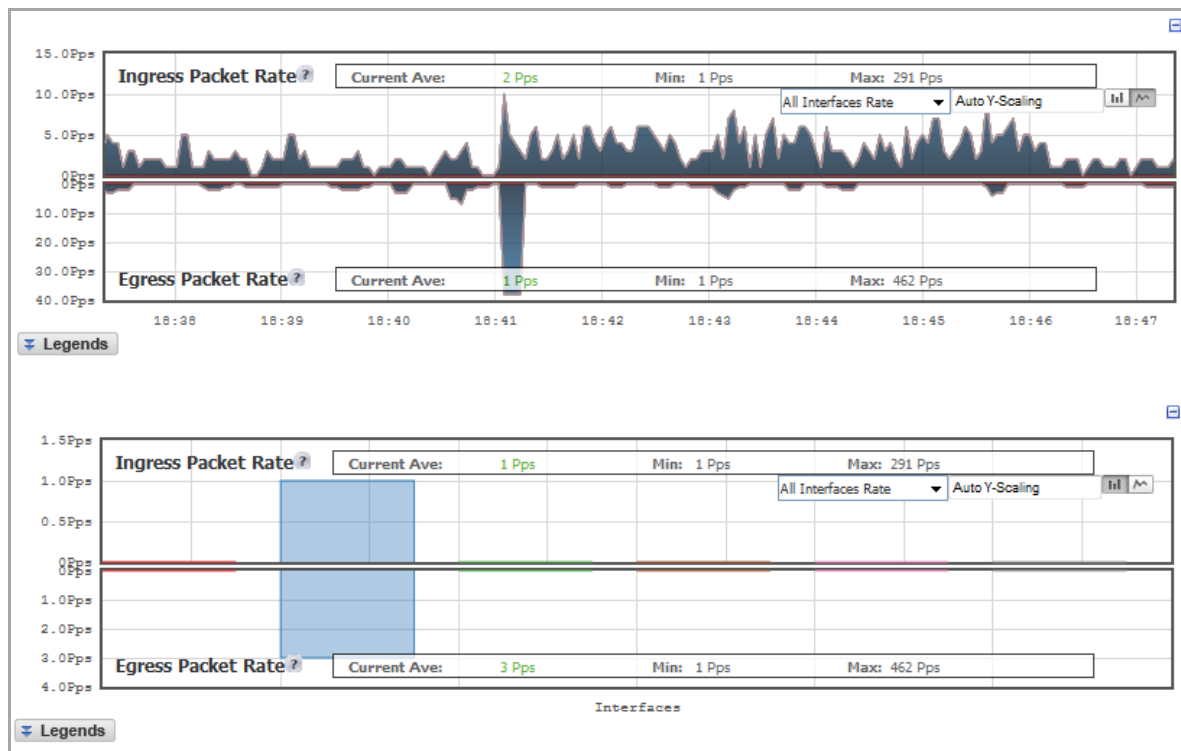 15.0Pps
Ingress Packet Rate ? Current Ave: 2 Pps Min: 1 Pps Max: 291 Pps
10.0Pps
All Interfaces Rate Auto Y-Scaling
5.0Pps
0Pps
0Pps
10.0Pps
20.0Pps
30.0Pps
Egress Packet Rate ? Current Ave: 1 Pps Min: 1 Pps Max: 462 Pps
40.0Pps
18:38 18:39 18:40 18:41 18:42 18:43 18:44 18:45 18:46 18:47
Legends
1.5Pps
Ingress Packet Rate ? Current Ave: 1 Pps Min: 1 Pps Max: 291 Pps
1.0Pps
All Interfaces Rate Auto Y-Scaling
0.5Pps
0Pps
0Pps
1.0Pps
2.0Pps
3.0Pps
Egress Packet Rate ? Current Ave: 3 Pps Min: 1 Pps Max: 462 Pps
4.0Pps
Interfaces
Legends